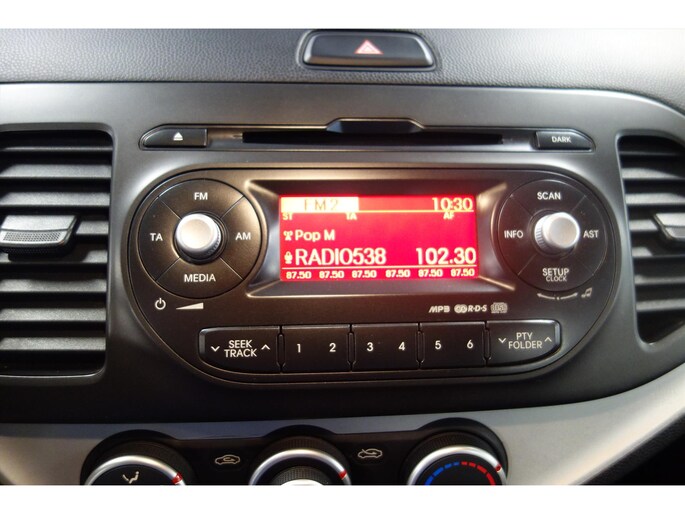 DARK
FM
TA
AM
MEDIA
FM2 10:30
ST TA AF
Pop M
RADIO538 102.30
87.50 87.50 87.50 87.50 87.50 87.50
SCAN
INFO
AST
SETUP
CLOCK
MP3 R·D·S
SEEK
TRACK
1 2 3 4 5 6
PTY
FOLDER